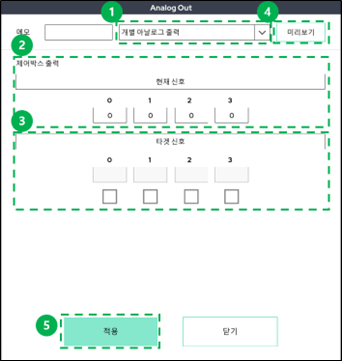 Analog Out
1
4
메모
개별 아날로그 출력
미리보기
2
제어박스 출력
현재 신호
0 1 2 3
0 0 0 0
3
타겟 신호
0 1 2 3
5
적용
닫기